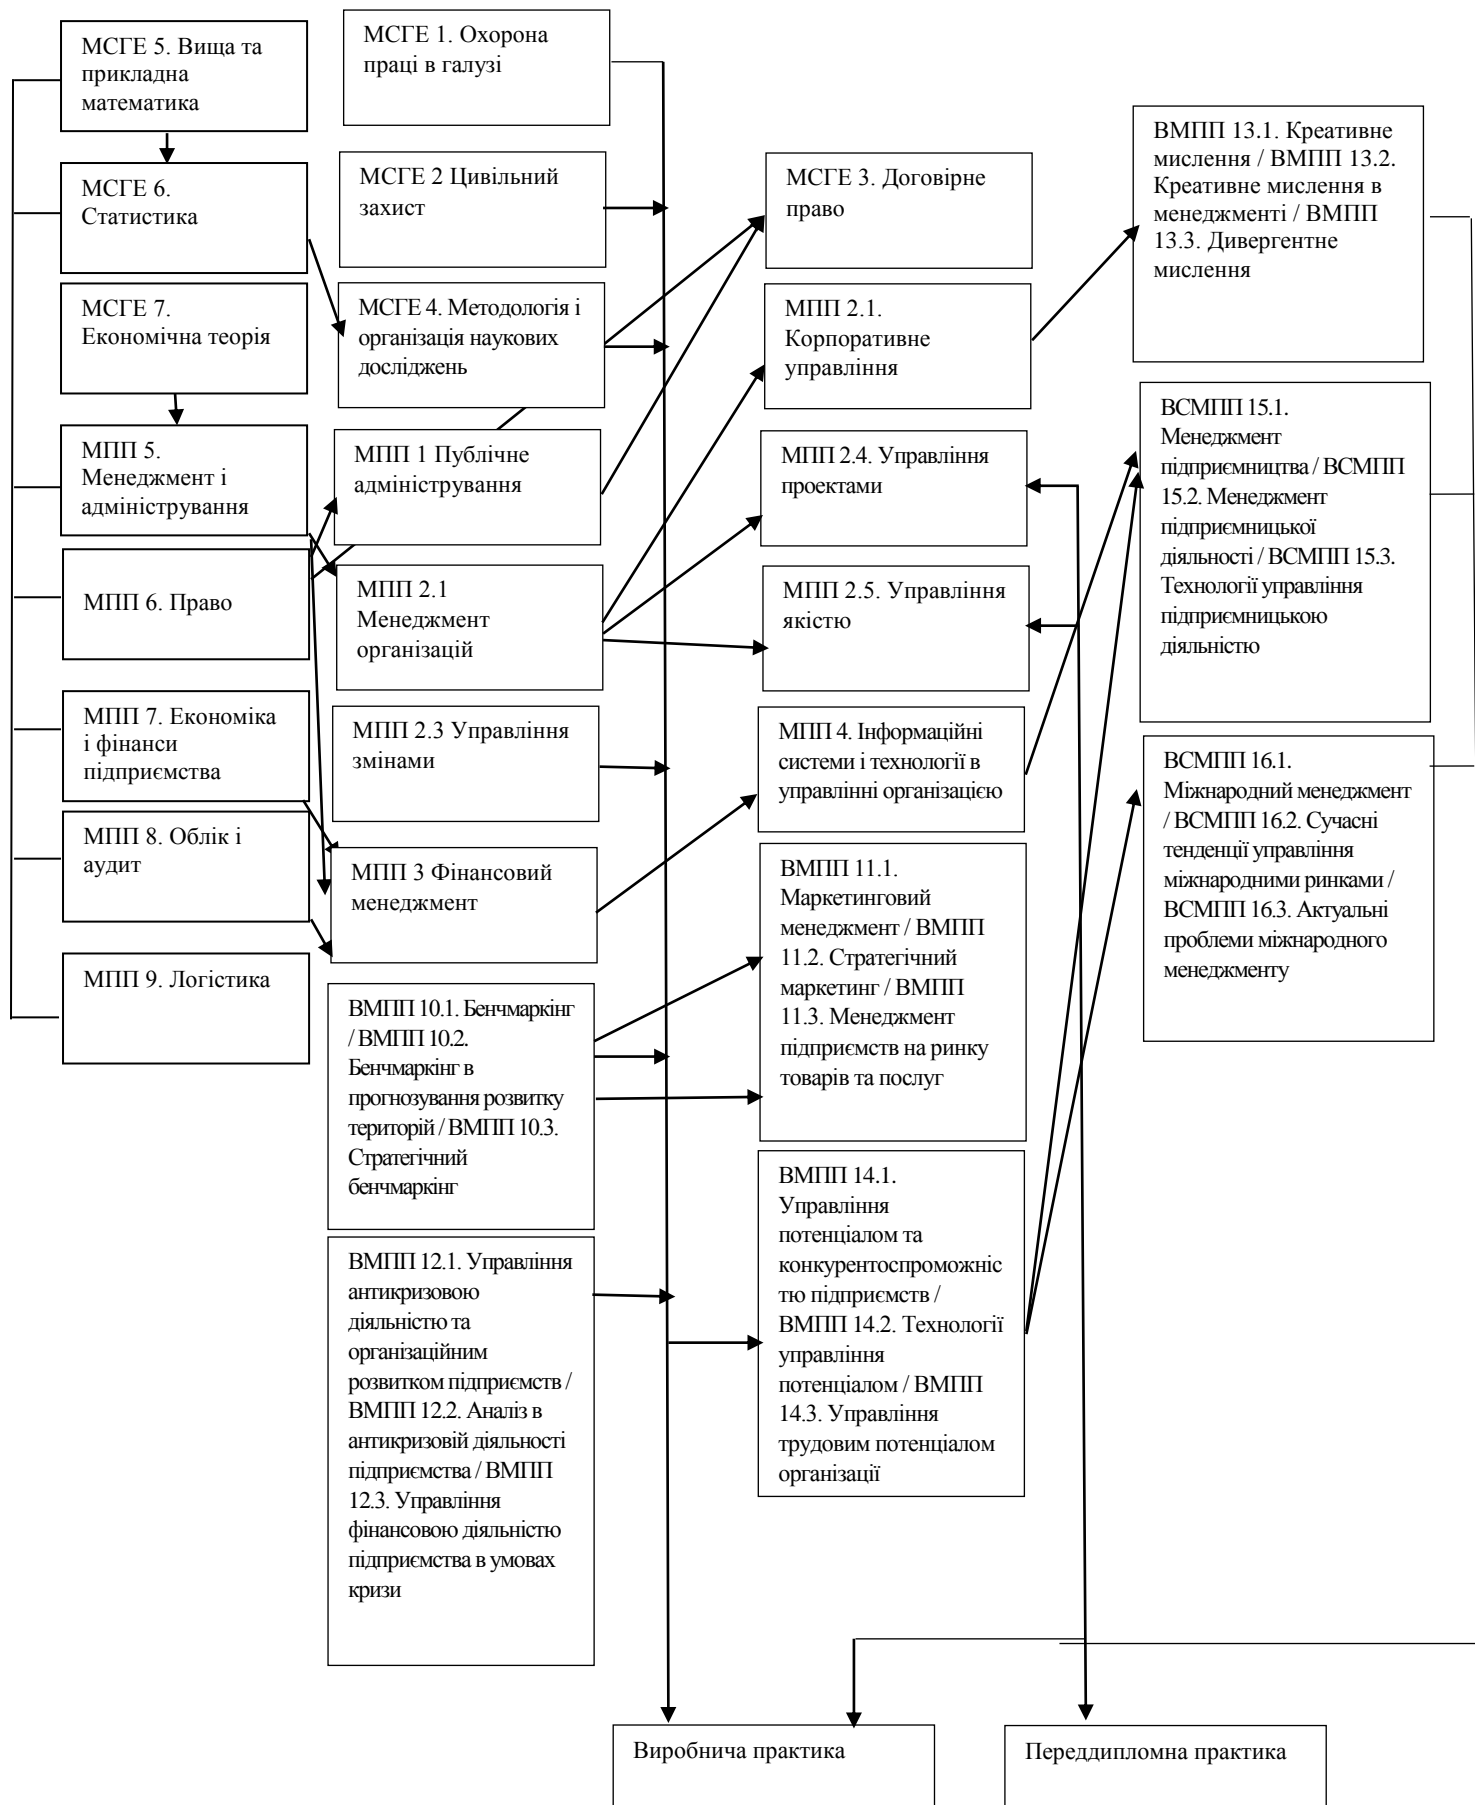 МСГЕ 5. Вища та
прикладна
математика
МСГЕ 6.
Статистика
МСГЕ 7.
Економічна теорія
МПП 5.
Менеджмент і
адміністрування
МПП 6. Право
МПП 7. Економіка
і фінанси
підприємства
МПП 8. Облік і
аудит
МПП 9. Логістика
МСГЕ 1. Охорона
праці в галузі
МСГЕ 2 Цивільний
захист
МСГЕ 4. Методологія і
організація наукових
досліджень
МПП 1 Публічне
адміністрування
МПП 2.1
Менеджмент
організацій
МПП 2.3 Управління
змінами
МПП 3 Фінансовий
менеджмент
ВМПП 10.1. Бенчмаркінг
/ ВМПП 10.2.
Бенчмаркінг в
прогнозування розвитку
територій / ВМПП 10.3.
Стратегічний
бенчмаркінг
ВМПП 12.1. Управління
антикризовою
діяльністю та
організаційним
розвитком підприємств /
ВМПП 12.2. Аналіз в
антикризовій діяльності
підприємства / ВМПП
12.3. Управління
фінансовою діяльністю
підприємства в умовах
кризи
МСГЕ 3. Договірне
право
МПП 2.1.
Корпоративне
управління
МПП 2.4. Управління
проектами
МПП 2.5. Управління
якістю
МПП 4. Інформаційні
системи і технології в
управлінні організацією
ВМПП 11.1.
Маркетинговий
менеджмент / ВМПП
11.2. Стратегічний
маркетинг / ВМПП
11.3. Менеджмент
підприємств на ринку
товарів та послуг
ВМПП 14.1.
Управління
потенціалом та
конкурентоспроможніс
тю підприємств /
ВМПП 14.2. Технології
управління
потенціалом / ВМПП
14.3. Управління
трудовим потенціалом
організації
ВМПП 13.1. Креативне
мислення / ВМПП 13.2.
Креативне мислення в
менеджменті / ВМПП
13.3. Дивергентне
мислення
ВСМПП 15.1.
Менеджмент
підприємництва / ВСМПП
15.2. Менеджмент
підприємницької
діяльності / ВСМПП 15.3.
Технології управління
підприємницькою
діяльністю
ВСМПП 16.1.
Міжнародний менеджмент
/ ВСМПП 16.2. Сучасні
тенденції управління
міжнародними ринками /
ВСМПП 16.3. Актуальні
проблеми міжнародного
менеджменту
Виробнича практика
Переддипломна практика